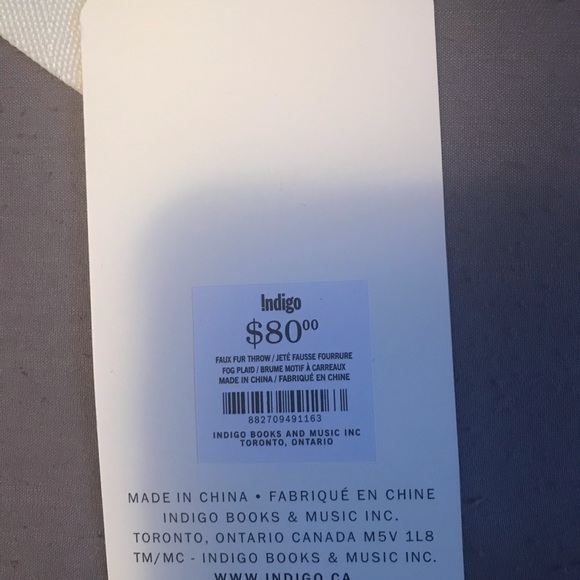 Indigo
$80⁰⁰
FAUX FUR THROW / JETÉ FAUSSE FOURRURE
FOG PLAID / BRUME MOTIF À CARREAUX
MADE IN CHINA / FABRIQUÉ EN CHINE
882709491163
INDIGO BOOKS AND MUSIC INC
TORONTO, ONTARIO
MADE IN CHINA • FABRIQUÉ EN CHINE
INDIGO BOOKS & MUSIC INC.
TORONTO, ONTARIO CANADA M5V 1L8
TM/MC - INDIGO BOOKS & MUSIC INC.
WWW.INDIGO.CA